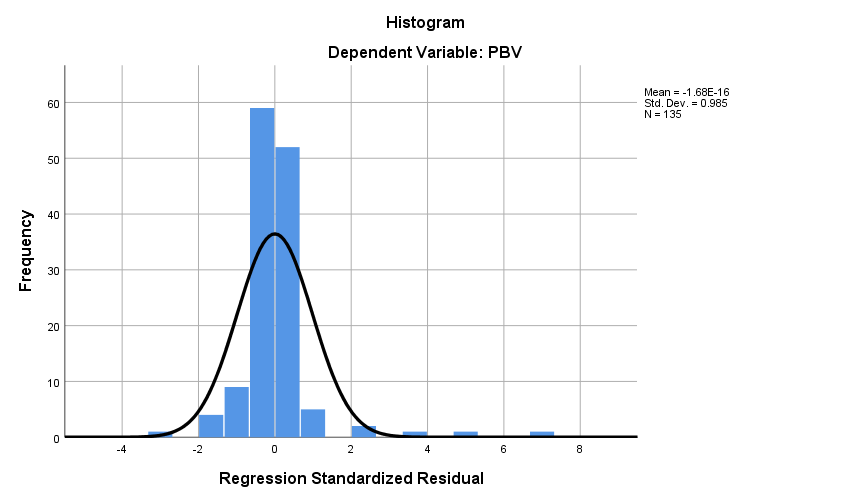 Histogram
Dependent Variable: PBV
Mean = -1.68E-16
Std. Dev. = 0.985
N = 135
Frequency
60
50
40
30
20
10
0
-4 -2 0 2 4 6 8
Regression Standardized Residual